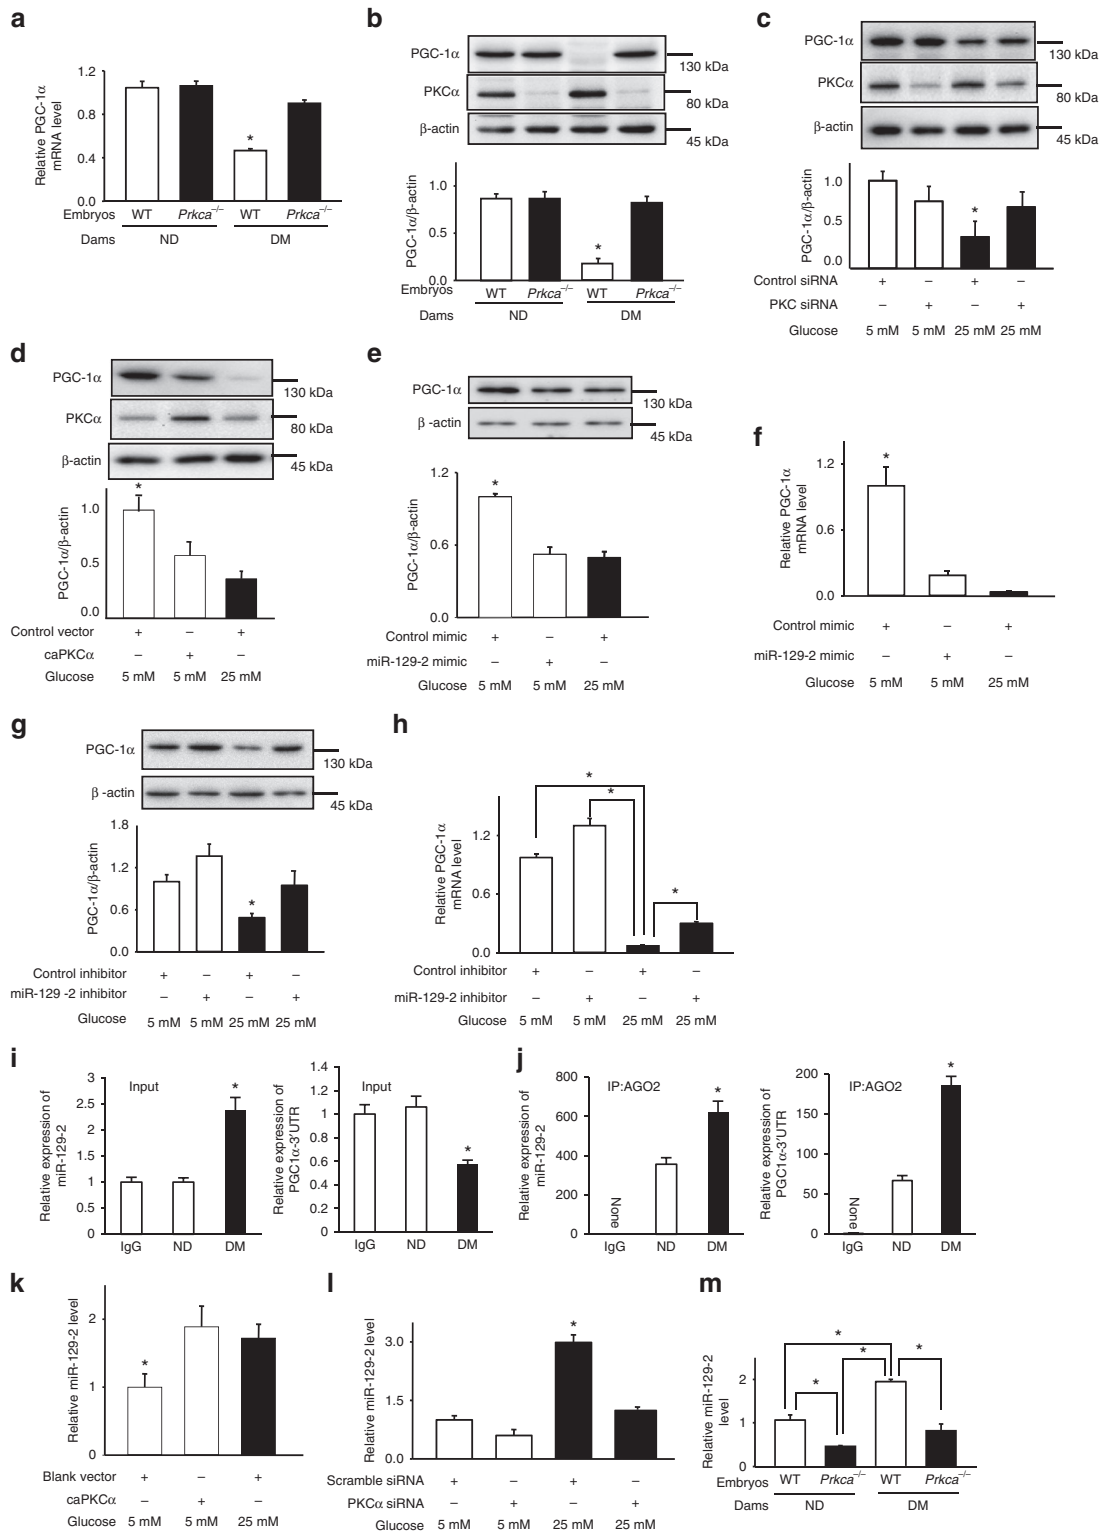 a
Relative PGC-1α
mRNA level
1.2
0.8
0.4
0.0
*
Embryos WT Prkca–/– WT Prkca–/–
Dams ND DM
b
PGC-1α 130 kDa
PKCα 80 kDa
β-actin 45 kDa
PGC-1α/β-actin
1.0
0.5
0.0
*
Embryos WT Prkca–/– WT Prkca–/–
Dams ND DM
c
PGC-1α 130 kDa
PKCα 80 kDa
β-actin 45 kDa
PGC-1α/β-actin
1.0
0.5
0.0
*
Control siRNA + – + –
PKC siRNA – + – +
Glucose 5 mM 5 mM 25 mM 25 mM
d
PGC-1α 130 kDa
PKCα 80 kDa
β-actin 45 kDa
PGC-1α/β-actin
1.0
0.5
0.0
*
Control vector + – +
caPKCα – + –
Glucose 5 mM 5 mM 25 mM
e
PGC-1α 130 kDa
β -actin 45 kDa
PGC-1α/β-actin
1.2
0.6
0.0
*
Control mimic + – +
miR-129-2 mimic – + –
Glucose 5 mM 5 mM 25 mM
f
Relative PGC-1α
mRNA level
1.2
0.6
0.0
*
Control mimic + – +
miR-129-2 mimic – + –
Glucose 5 mM 5 mM 25 mM
g
PGC-1α 130 kDa
β -actin 45 kDa
PGC-1α/β-actin
1.8
1.2
0.6
0.0
*
Control inhibitor + – + –
miR-129 -2 inhibitor – + – +
Glucose 5 mM 5 mM 25 mM 25 mM
h
Relative PGC-1α
mRNA level
1.2
0.6
0.0
*
*
*
Control inhibitor + – + –
miR-129-2 inhibitor – + – +
Glucose 5 mM 5 mM 25 mM 25 mM
i
Relative expression of
miR-129-2
3
2.5
2
1.5
1
0.5
0
Input
*
IgG ND DM
Relative expression of
PGC1α-3′UTR
1.4
1.2
1
0.8
0.6
0.4
0.2
0
Input
*
IgG ND DM
j
Relative expression of
miR-129-2
800
600
400
200
0
IP:AGO2
*
None
IgG ND DM
Relative expression of
PGC1α-3′UTR
200
150
100
50
0
IP:AGO2
*
None
IgG ND DM
k
Relative miR-129-2 level
2
1
0
*
Blank vector + – +
caPKCα – + –
Glucose 5 mM 5 mM 25 mM
l
Relative miR-129-2 level
3.0
1.5
0.0
*
Scramble siRNA + – + –
PKCα siRNA – + – +
Glucose 5 mM 5 mM 25 mM 25 mM
m
Relative miR-129-2
level
2
1
0
*
*
*
*
Embryos WT Prkca–/– WT Prkca–/–
Dams ND DM